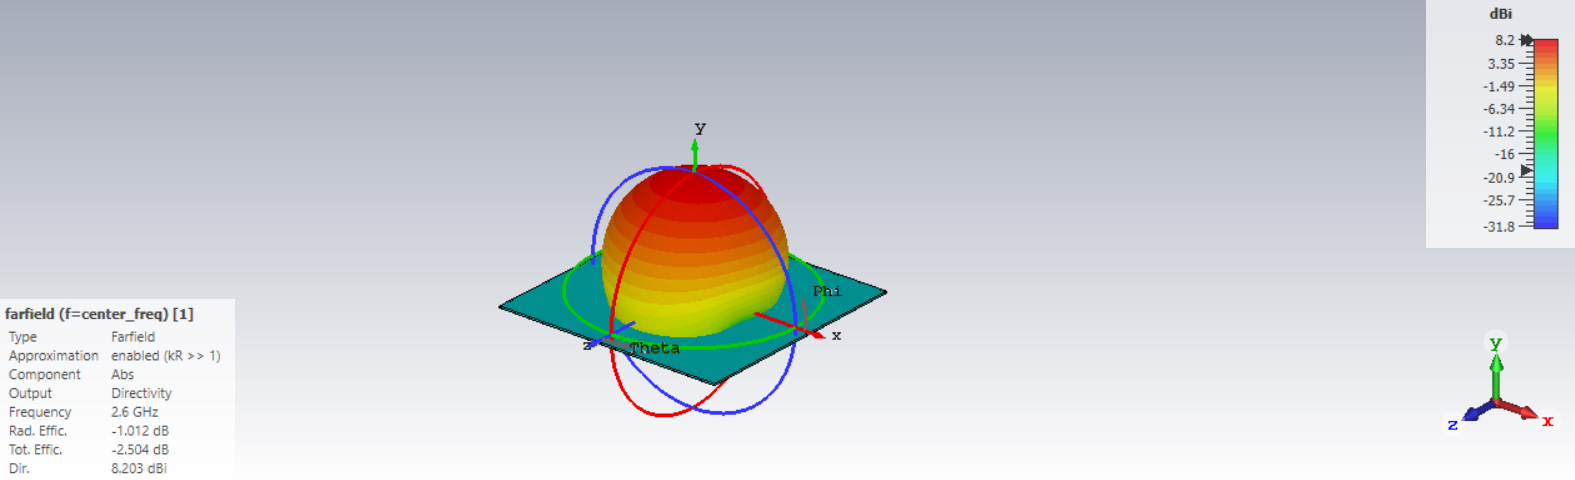 dBi
8.2
3.35
-1.49
-6.34
-11.2
-16
-20.9
-25.7
-31.8
y
Phi
x
z
Theta
farfield (f=center_freq) [1]
Type Farfield
Approximation enabled (kR >> 1)
Component Abs
Output Directivity
Frequency 2.6 GHz
Rad. Effic. -1.012 dB
Tot. Effic. -2.504 dB
Dir. 8.203 dBi
y
z
x